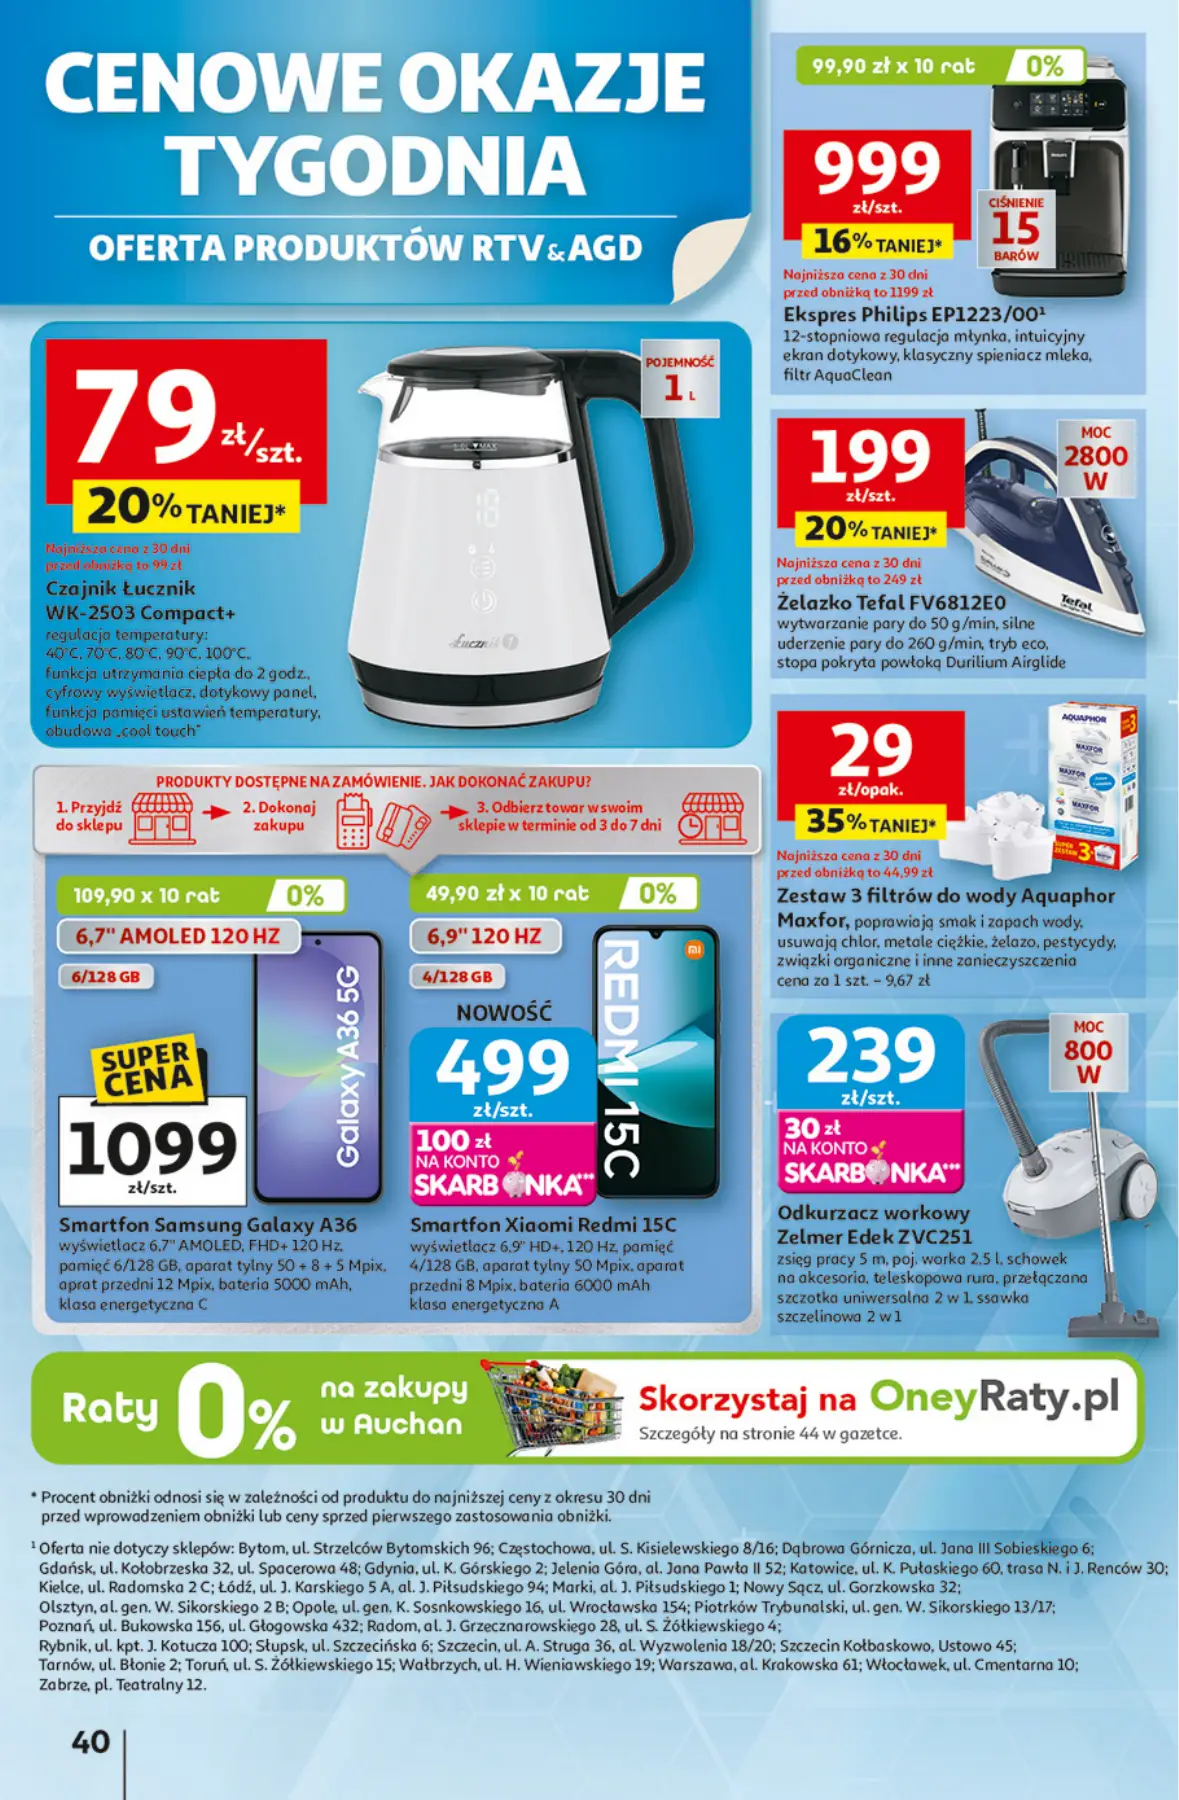 CENOWE OKAZJE
TYGODNIA
OFERTA PRODUKTÓW RTV&AGD
99,90 zł x 10 rat 0%
999
zł/szt.
16% TANIEJ*
CIŚNIENIE
15
BARÓW
Najniższa cena z 30 dni
przed obniżką to 1199 zł
Ekspres Philips EP1223/00¹
12-stopniowa regulacja młynka, intuicyjny
ekran dotykowy, klasyczny spieniacz mleka,
filtr AquaClean
79 zł/szt.
20% TANIEJ*
POJEMNOŚĆ
1 L
Najniższa cena z 30 dni
przed obniżką to 99 zł
Czajnik Łucznik
WK-2503 Compact+
regulacja temperatury:
40°C, 70°C, 80°C, 90°C, 100°C,
funkcja utrzymania ciepła do 2 godz.,
cyfrowy wyświetlacz, dotykowy panel,
funkcja pamięci ustawień temperatury,
obudowa „cool touch"
Łucznik
199
zł/szt.
20% TANIEJ*
MOC
2800
W
Tefal
Najniższa cena z 30 dni
przed obniżką to 249 zł
Żelazko Tefal FV6812E0
wytwarzanie pary do 50 g/min, silne
uderzenie pary do 260 g/min, tryb eco,
stopa pokryta powłoką Durilium Airglide
29
zł/opak.
35% TANIEJ*
AQUAPHOR
MAXFOR
MAXFOR
MAXFOR
SUPER
ZESTAW 3
Najniższa cena z 30 dni
przed obniżką to 44,99 zł
Zestaw 3 filtrów do wody Aquaphor
Maxfor, poprawiają smak i zapach wody,
usuwają chlor, metale ciężkie, żelazo, pestycydy,
związki organiczne i inne zanieczyszczenia
cena za 1 szt. – 9,67 zł
PRODUKTY DOSTĘPNE NA ZAMÓWIENIE. JAK DOKONAĆ ZAKUPU?
1. Przyjdź
do sklepu
2. Dokonaj
zakupu
3. Odbierz towar w swoim
sklepie w terminie od 3 do 7 dni
109,90 x 10 rat 0%
6,7" AMOLED 120 HZ
6/128 GB
SUPER
CENA
1099
zł/szt.
Galaxy A36 5G
Smartfon Samsung Galaxy A36
wyświetlacz 6,7" AMOLED, FHD+ 120 Hz,
pamięć 6/128 GB, aparat tylny 50 + 8 + 5 Mpix,
aprat przedni 12 Mpix, bateria 5000 mAh,
klasa energetyczna C
49,90 zł x 10 rat 0%
6,9" 120 HZ
4/128 GB
NOWOŚĆ
499
zł/szt.
100 zł
NA KONTO
SKARBONKA***
REDMI 15C
Smartfon Xiaomi Redmi 15C
wyświetlacz 6,9" HD+, 120 Hz, pamięć
4/128 GB, aparat tylny 50 Mpix, aparat
przedni 8 Mpix, bateria 6000 mAh
klasa energetyczna A
239
zł/szt.
30 zł
NA KONTO
SKARBONKA***
MOC
800
W
Odkurzacz workowy
Zelmer Edek ZVC251
zsięg pracy 5 m, poj. worka 2,5 l, schowek
na akcesoria, teleskopowa rura, przełączana
szczotka uniwersalna 2 w 1, ssawka
szczelinowa 2 w 1
Raty 0% na zakupy
w Auchan
Skorzystaj na OneyRaty.pl
Szczegóły na stronie 44 w gazetce.
* Procent obniżki odnosi się w zależności od produktu do najniższej ceny z okresu 30 dni
przed wprowadzeniem obniżki lub ceny sprzed pierwszego zastosowania obniżki.
¹ Oferta nie dotyczy sklepów: Bytom, ul. Strzelców Bytomskich 96; Częstochowa, ul. S. Kisielewskiego 8/16; Dąbrowa Górnicza, ul. Jana III Sobieskiego 6;
Gdańsk, ul. Kołobrzeska 32, ul. Spacerowa 48; Gdynia, ul. K. Górskiego 2; Jelenia Góra, al. Jana Pawła II 52; Katowice, ul. K. Pułaskiego 60, trasa N. i J. Renców 30;
Kielce, ul. Radomska 2 C; Łódź, ul. J. Karskiego 5 A, al. J. Piłsudskiego 94; Marki, al. J. Piłsudskiego 1; Nowy Sącz, ul. Gorzkowska 32;
Olsztyn, al. gen. W. Sikorskiego 2 B; Opole, ul. gen. K. Sosnkowskiego 16, ul. Wrocławska 154; Piotrków Trybunalski, ul. gen. W. Sikorskiego 13/17;
Poznań, ul. Bukowska 156, ul. Głogowska 432; Radom, al. J. Grzecznarowskiego 28, ul. S. Żółkiewskiego 4;
Rybnik, ul. kpt. J. Kotucza 100; Słupsk, ul. Szczecińska 6; Szczecin, ul. A. Struga 36, al. Wyzwolenia 18/20; Szczecin Kołbaskowo, Ustowo 45;
Tarnów, ul. Błonie 2; Toruń, ul. S. Żółkiewskiego 15; Wałbrzych, ul. H. Wieniawskiego 19; Warszawa, al. Krakowska 61; Włocławek, ul. Cmentarna 10;
Zabrze, pl. Teatralny 12.
40